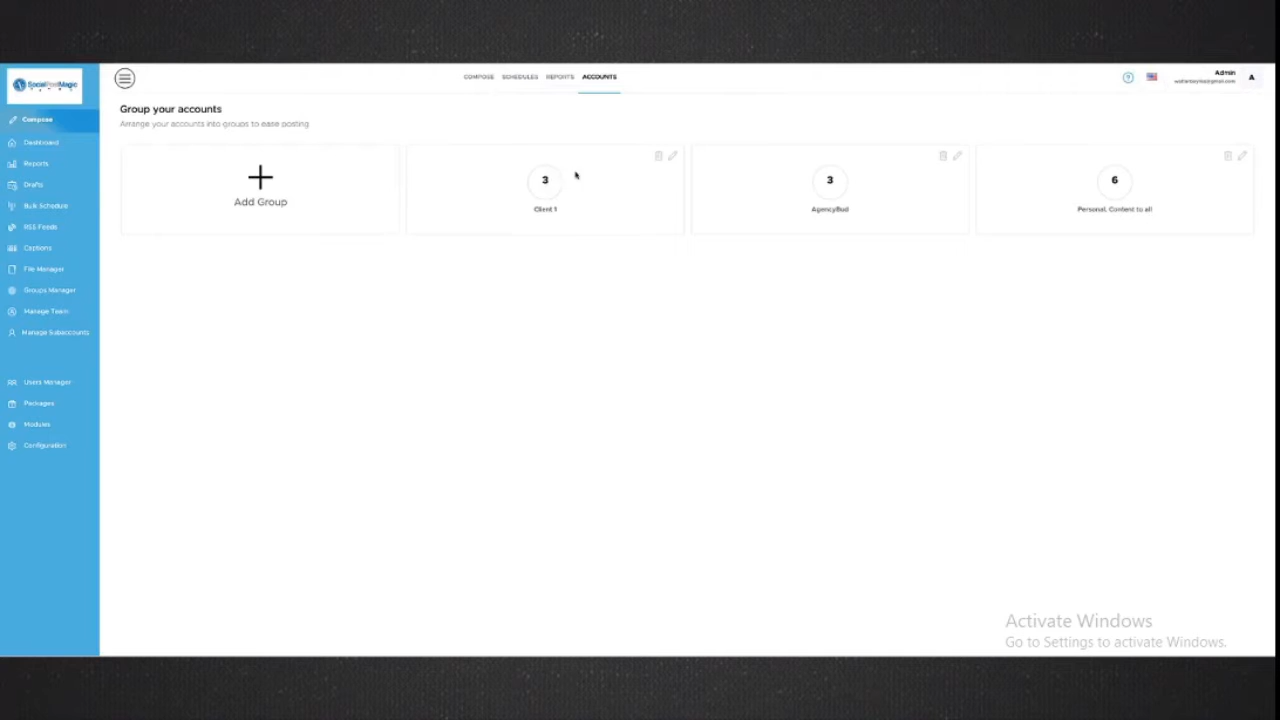 SocialPostMagic
COMPOSE SCHEDULES REPORTS ACCOUNTS
Admin
A
Compose
Dashboard
Reports
Drafts
Bulk Schedule
RSS Feeds
Captions
File Manager
Groups Manager
Manage Team
Manage Subaccounts
Users Manager
Packages
Modules
Configuration
Group your accounts
Arrange your accounts into groups to ease posting
Add Group
3
Client 1
3
AgencyBud
6
Personal. Content to all
Activate Windows
Go to Settings to activate Windows.